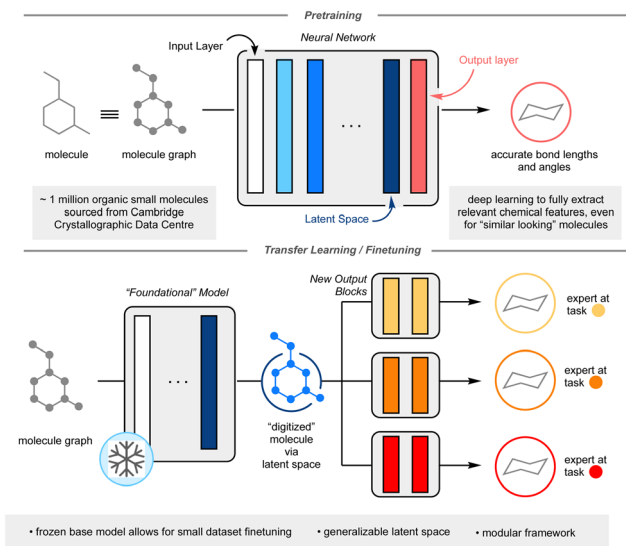 Pretraining
Neural Network
Input Layer
Output layer
...
molecule
molecule graph
accurate bond lengths
and angles
~ 1 million organic small molecules
sourced from Cambridge
Crystallographic Data Centre
Latent Space
deep learning to fully extract
relevant chemical features, even
for “similar looking” molecules
Transfer Learning / Finetuning
“Foundational” Model
New Output
Blocks
expert at
task
...
expert at
task
molecule graph
“digitized”
molecule
via
latent space
expert at
task
• frozen base model allows for small dataset finetuning • generalizable latent space • modular framework